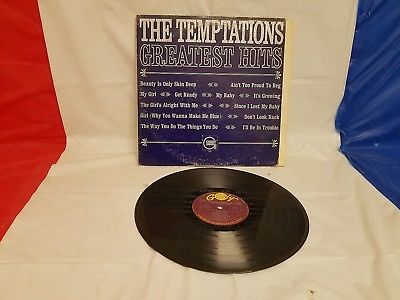 THE TEMPTATIONS
GREATEST HITS
Beauty Is Only Skin Deep Ain't Too Proud To Beg
My Girl Get Ready My Baby It's Growing
The Girl's Alright With Me Since I Lost My Baby
Girl (Why You Wanna Make Me Blue) Don't Look Back
The Way You Do The Things You Do I'll Be In Trouble
GORDY